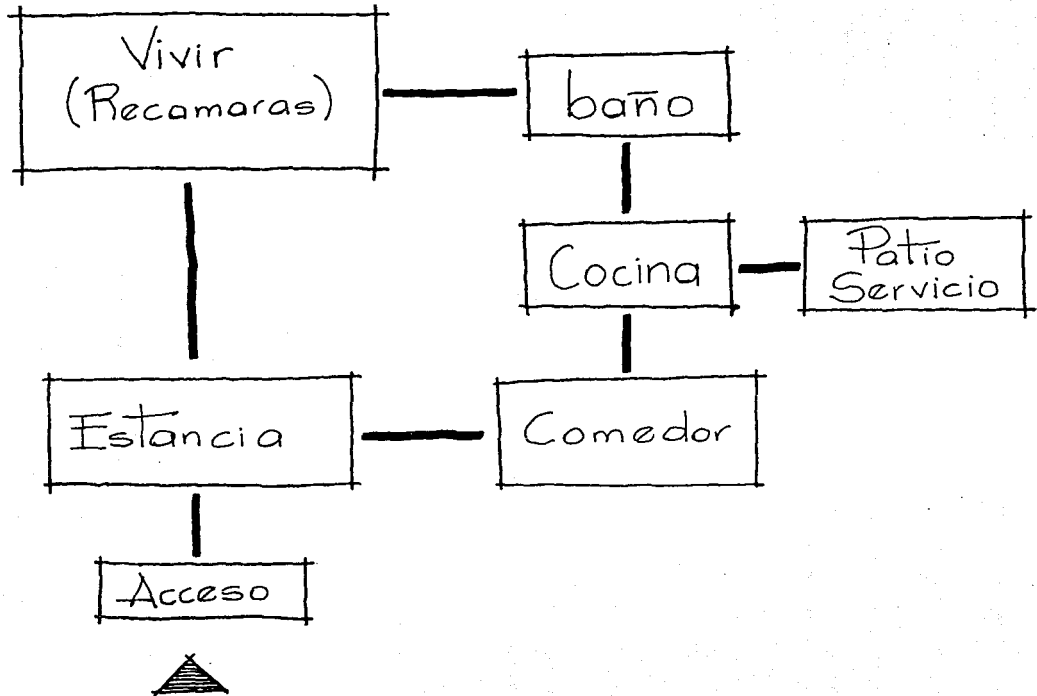 Vivir
(Recamaras)
baño
Cocina
Patio
Servicio
Estancia
Comedor
Acceso